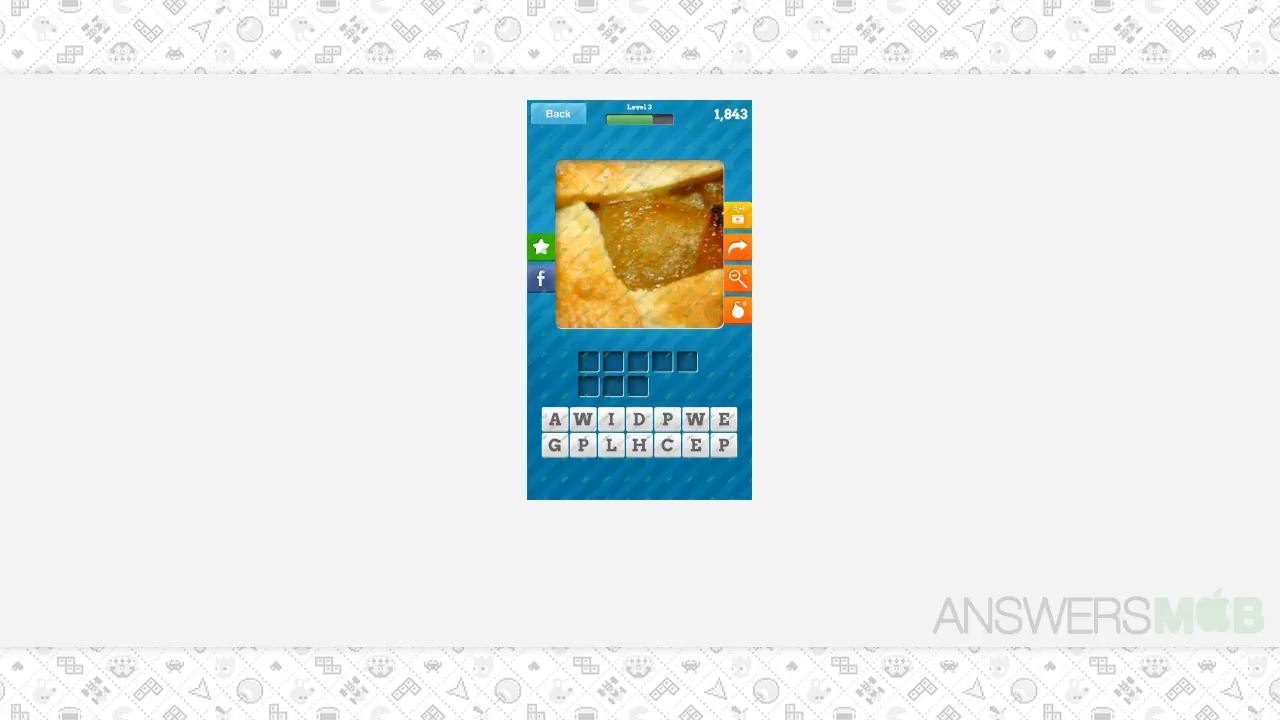 Back
Level 3
1,843
f
A W I D P W E
G P L H C E P
ANSWERSMOB